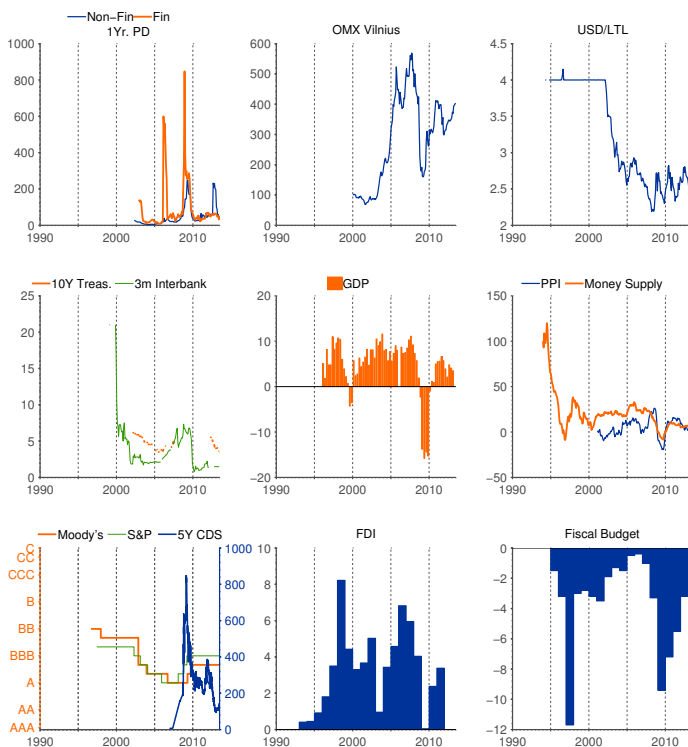 Non−Fin Fin
1Yr. PD
1000
800
600
400
200
0
1990 2000 2010
OMX Vilnius
600
500
400
300
200
100
0
1990 2000 2010
USD/LTL
4.5
4
3.5
3
2.5
2
1990 2000 2010
10Y Treas. 3m Interbank
25
20
15
10
5
0
1990 2000 2010
GDP
20
10
0
−10
−20
1990 2000 2010
PPI Money Supply
150
100
50
0
−50
1990 2000 2010
Moody's S&P 5Y CDS
C
CC
CCC
B
BB
BBB
A
AA
AAA
1000
800
600
400
200
0
1990 2000 2010
FDI
10
8
6
4
2
0
1990 2000 2010
Fiscal Budget
0
−2
−4
−6
−8
−10
−12
1990 2000 2010